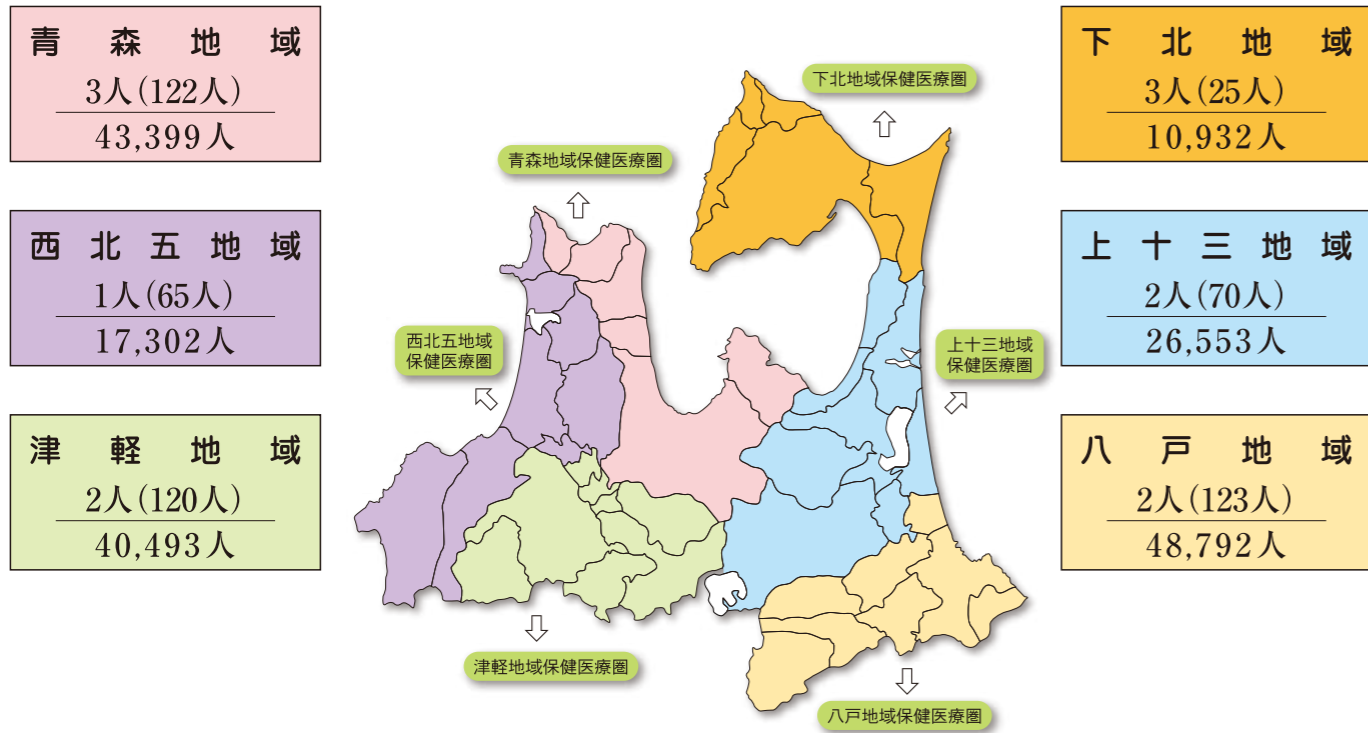 青森地域
3人(122人)
43,399人
西北五地域
1人(65人)
17,302人
津軽地域
2人(120人)
40,493人
下北地域保健医療圏
青森地域保健医療圏
西北五地域
保健医療圏
上十三地域
保健医療圏
津軽地域保健医療圏
八戸地域保健医療圏
下北地域
3人(25人)
10,932人
上十三地域
2人(70人)
26,553人
八戸地域
2人(123人)
48,792人